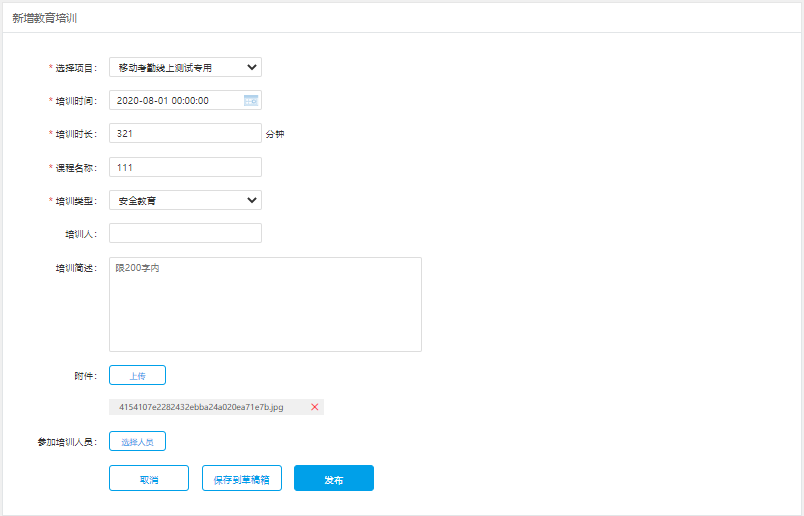 新增教育培训
* 选择项目： 移动考勤线上测试专用
* 培训时间： 2020-08-01 00:00:00
* 培训时长： 321 分钟
* 课程名称： 111
* 培训类型： 安全教育
培训人：
培训简述： 限200字内
附件： 上传
4154107e2282432ebba24a020ea71e7b.jpg
参加培训人员： 选择人员
取消 保存到草稿箱 发布